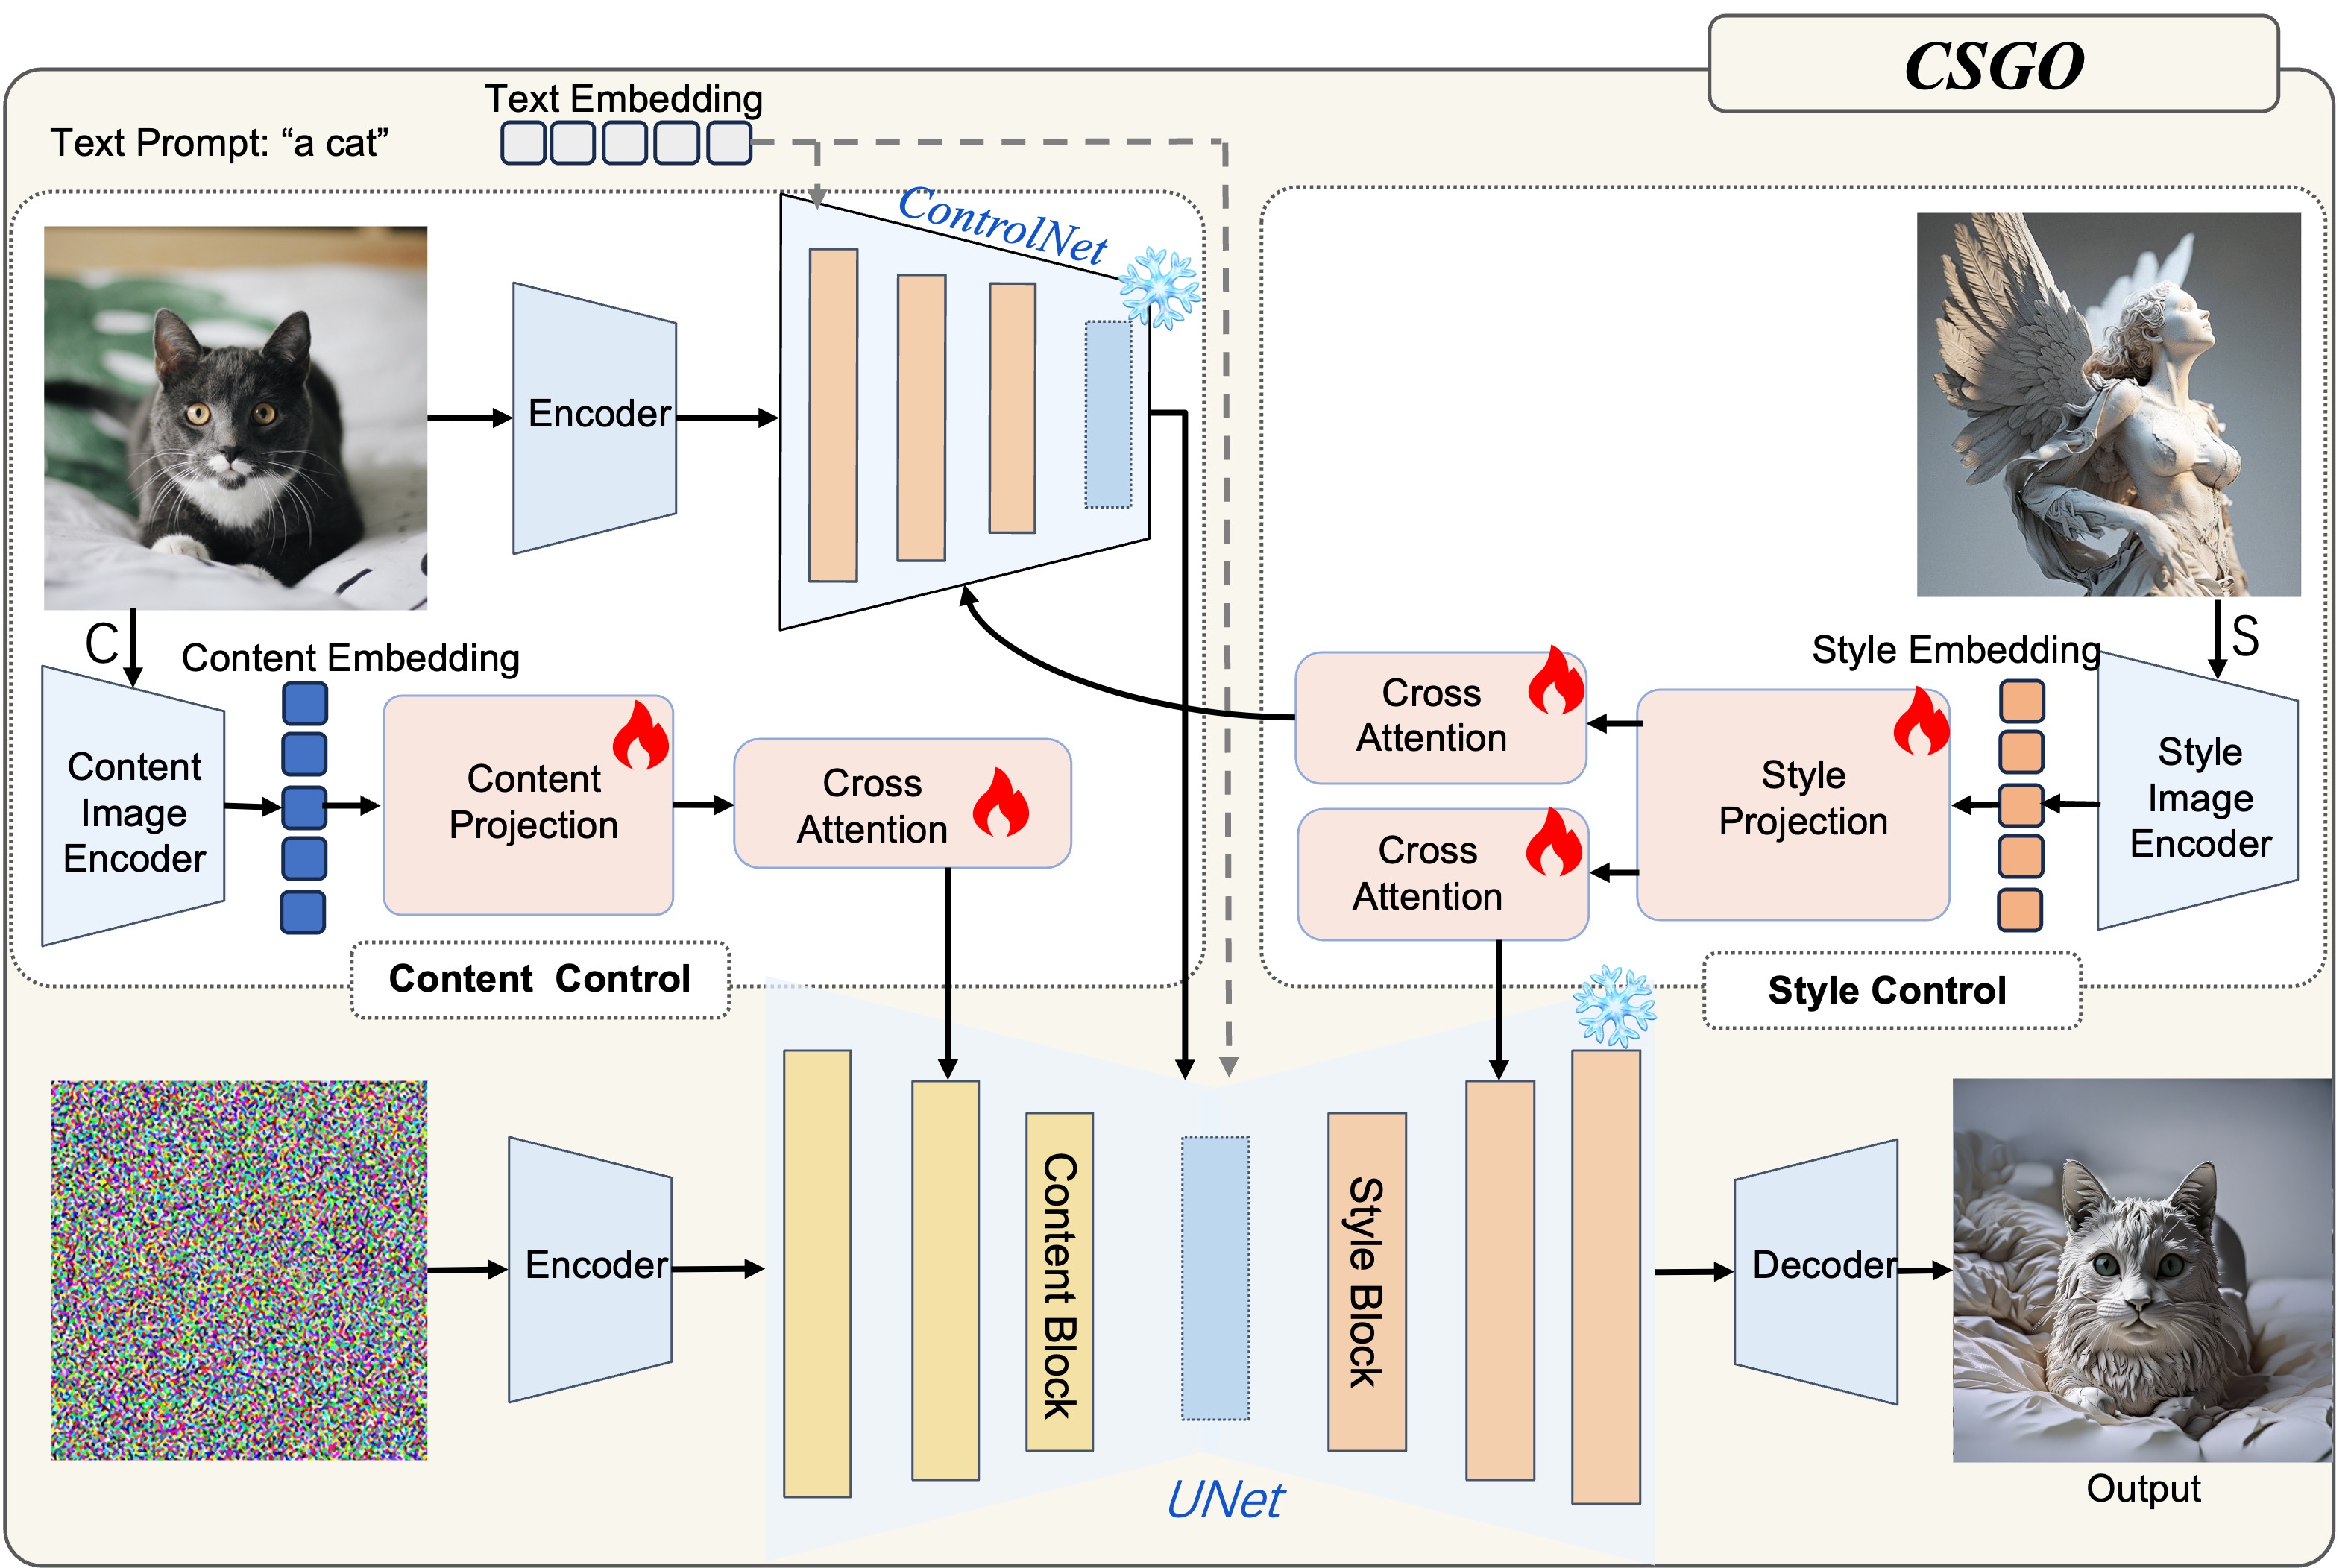 CSGO
Text Embedding
Text Prompt: “a cat”
ControlNet
Encoder
C
S
Content Embedding
Style Embedding
Content
Image
Encoder
Content
Projection
Cross
Attention
Cross
Attention
Cross
Attention
Style
Projection
Style
Image
Encoder
Content Control
Style Control
Encoder
Content Block
Style Block
Decoder
UNet
Output